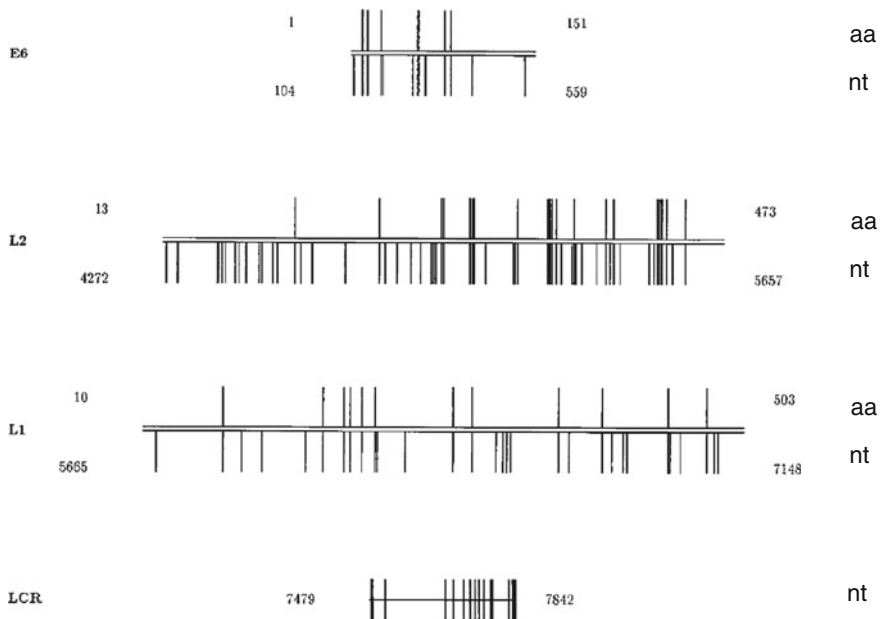 1 151 aa
E6
104 559 nt
13 473 aa
L2
4272 5657 nt
10 503 aa
L1
5665 7148 nt
LCR 7479 7842 nt